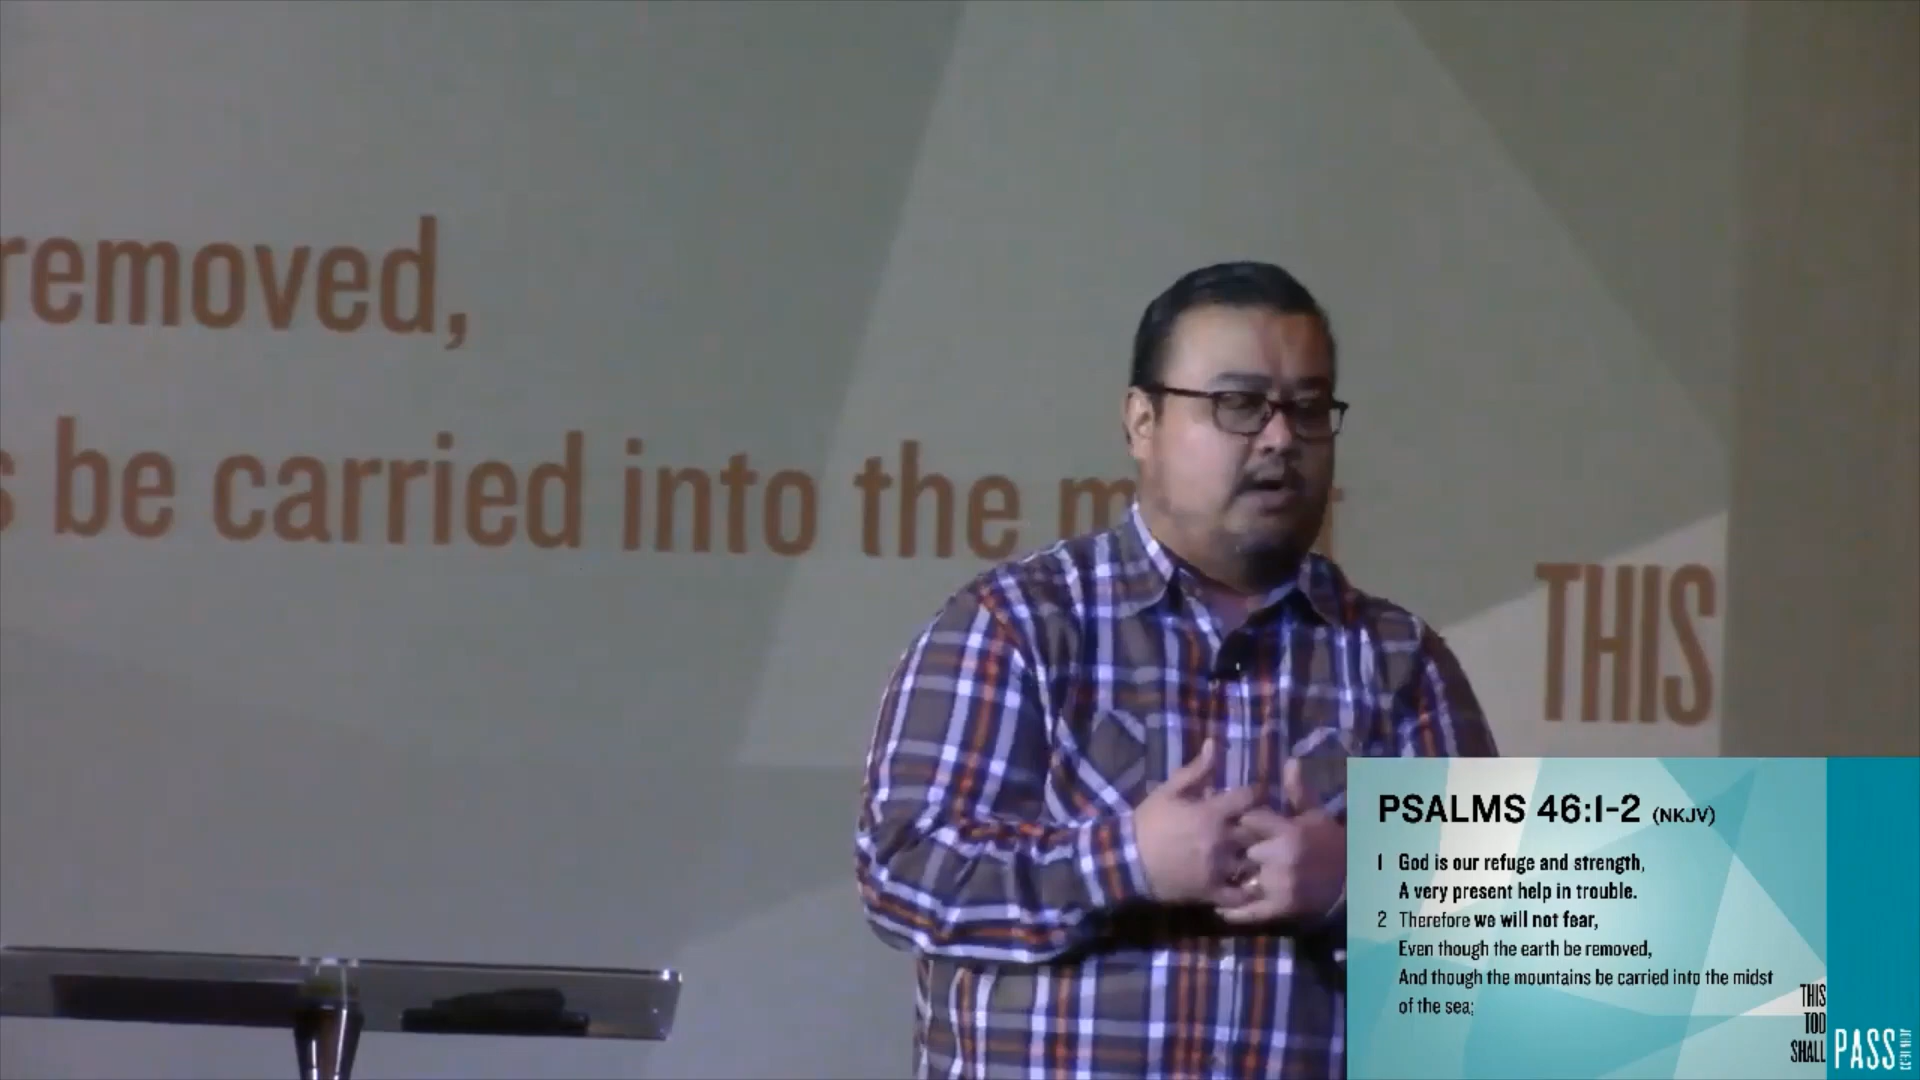 removed,
be carried into the
THIS
PSALMS 46:1-2 (NKJV)
1 God is our refuge and strength,
A very present help in trouble.
2 Therefore we will not fear,
Even though the earth be removed,
And though the mountains be carried into the midst
of the sea;
THIS
TOO
SHALL
PASS